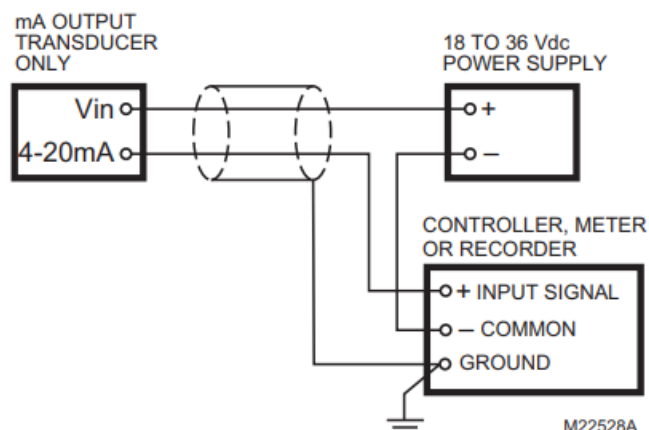 mA OUTPUT
TRANSDUCER
ONLY
Vin
4-20mA
18 TO 36 Vdc
POWER SUPPLY
+
–
CONTROLLER, METER
OR RECORDER
+ INPUT SIGNAL
– COMMON
GROUND
M22528A